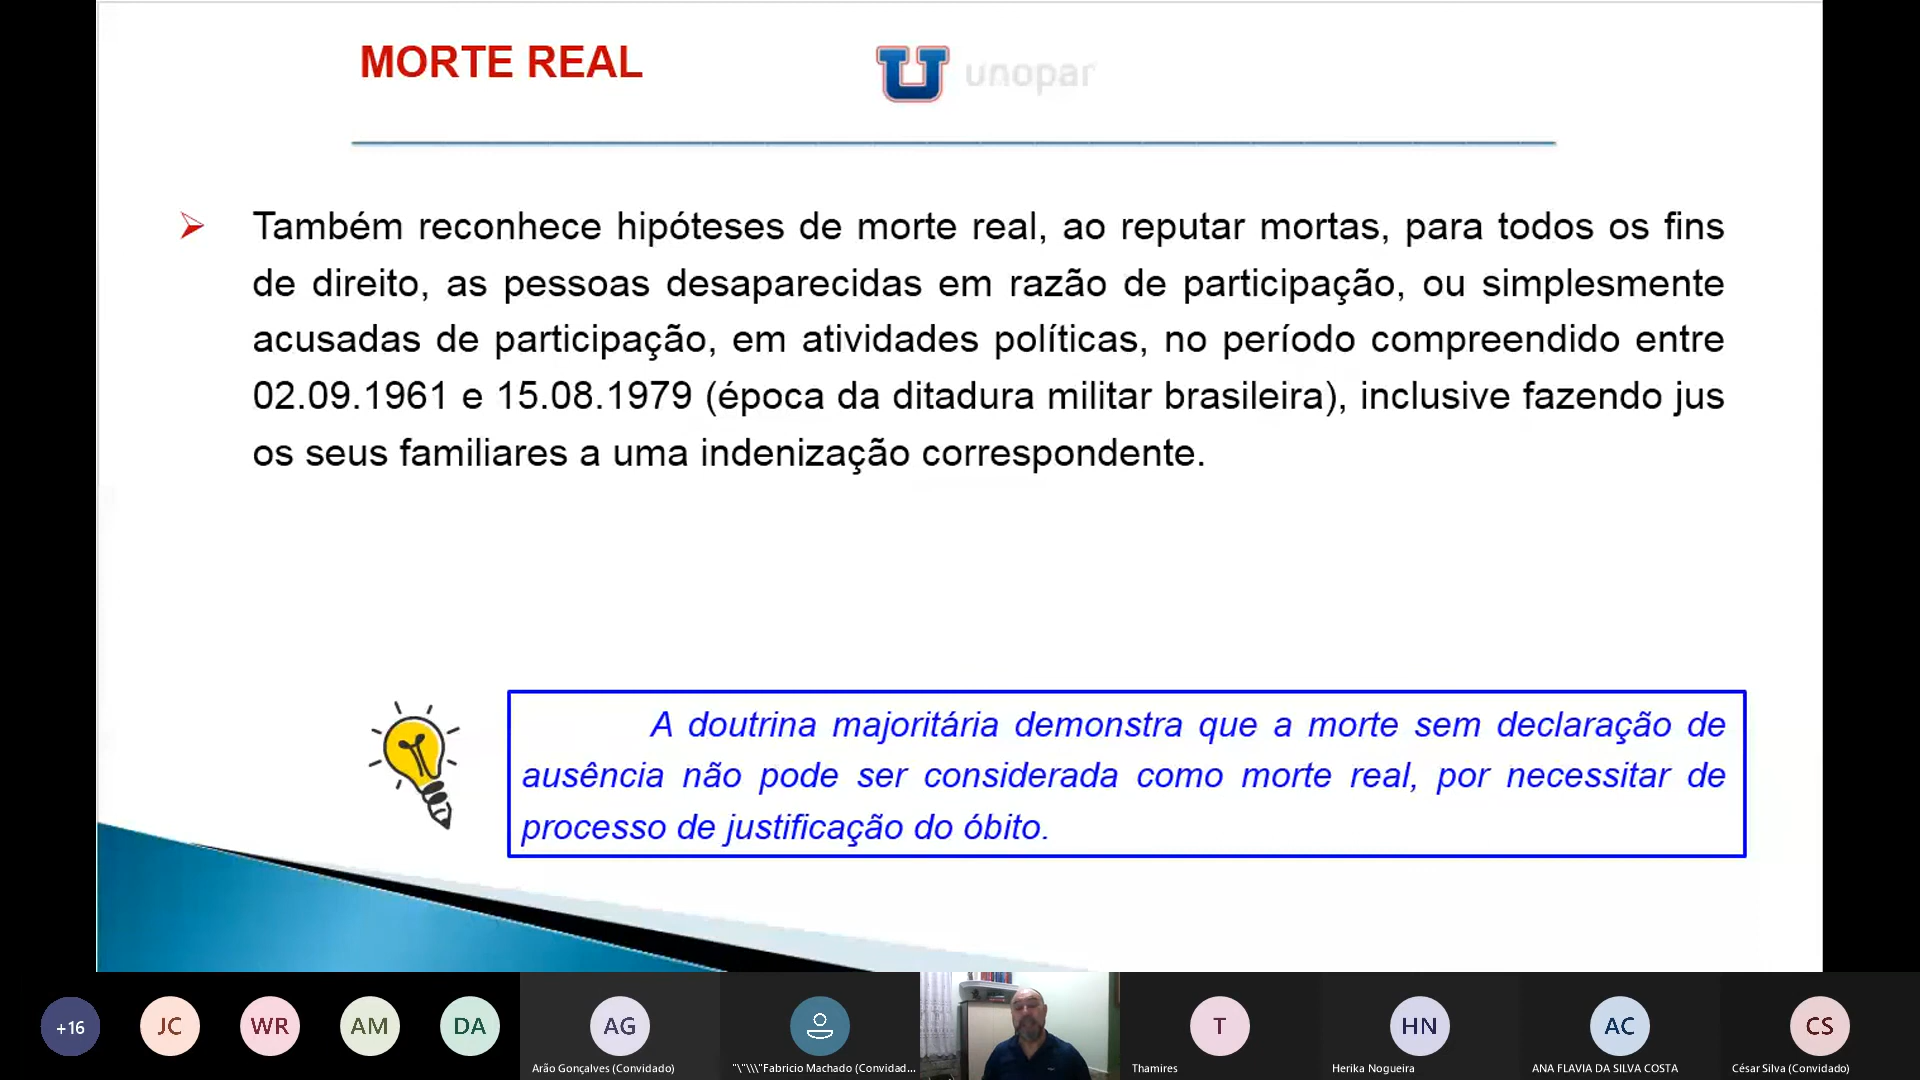 MORTE REAL
unopar
Também reconhece hipóteses de morte real, ao reputar mortas, para todos os fins
de direito, as pessoas desaparecidas em razão de participação, ou simplesmente
acusadas de participação, em atividades políticas, no período compreendido entre
02.09.1961 e 15.08.1979 (época da ditadura militar brasileira), inclusive fazendo jus
os seus familiares a uma indenização correspondente.
A doutrina majoritária demonstra que a morte sem declaração de
ausência não pode ser considerada como morte real, por necessitar de
processo de justificação do óbito.
+16
JC
WR
AM
DA
AG
T
HN
AC
CS
Arão Gonçalves (Convidado)
"\"\\\"Fabricio Machado (Convidad...
Thamires
Herika Nogueira
ANA FLAVIA DA SILVA COSTA
César Silva (Convidado)